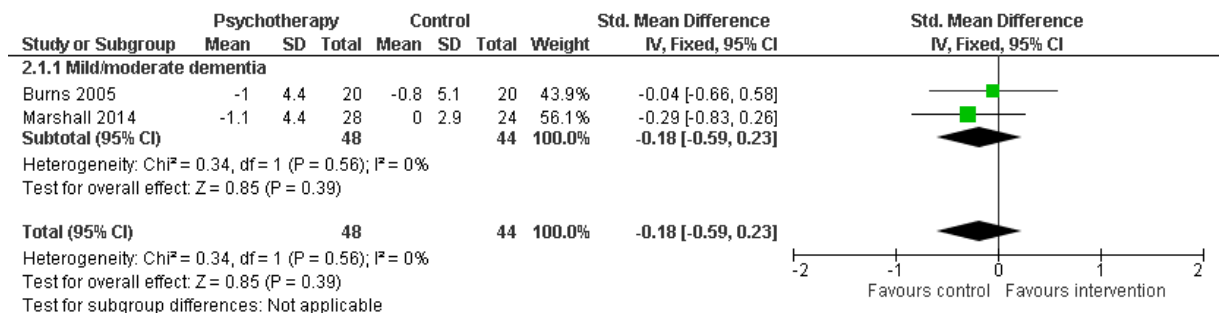 Psychotherapy Control Std. Mean Difference Std. Mean Difference
Study or Subgroup Mean SD Total Mean SD Total Weight IV, Fixed, 95% CI IV, Fixed, 95% CI
2.1.1 Mild/moderate dementia
Burns 2005 -1 4.4 20 -0.8 5.1 20 43.9% -0.04 [-0.66, 0.58]
Marshall 2014 -1.1 4.4 28 0 2.9 24 56.1% -0.29 [-0.83, 0.26]
Subtotal (95% CI) 48 44 100.0% -0.18 [-0.59, 0.23]
Heterogeneity: Chi² = 0.34, df = 1 (P = 0.56); I² = 0%
Test for overall effect: Z = 0.85 (P = 0.39)
Total (95% CI) 48 44 100.0% -0.18 [-0.59, 0.23]
Heterogeneity: Chi² = 0.34, df = 1 (P = 0.56); I² = 0%
Test for overall effect: Z = 0.85 (P = 0.39)
Test for subgroup differences: Not applicable
-2 -1 0 1 2
Favours control Favours intervention